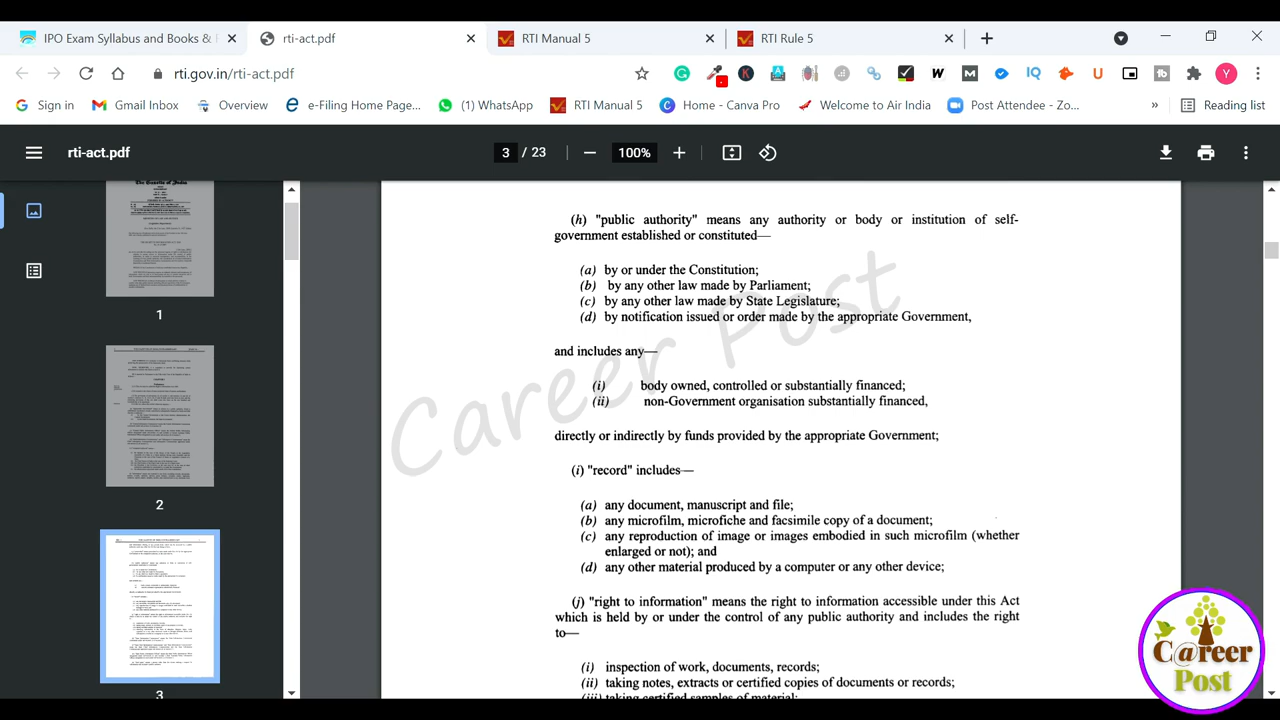 IPO Exam Syllabus and Books &
rti-act.pdf
RTI Manual 5
RTI Rule 5
rti.gov.in/rti-act.pdf
Sign in
Gmail Inbox
Overview
e-Filing Home Page...
(1) WhatsApp
RTI Manual 5
Home - Canva Pro
Welcome to Air India
Post Attendee - Zo...
»
Reading list
rti-act.pdf
3 / 23
100%
1
2
3
(h) "public authority" means any authority or body or institution of self-
government established or constituted—
(a) by or under the Constitution;
(b) by any other law made by Parliament;
(c) by any other law made by State Legislature;
(d) by notification issued or order made by the appropriate Government,
and includes any—
(i) body owned, controlled or substantially financed;
(ii) non-Government organisation substantially financed,
directly or indirectly by funds provided by the appropriate Government;
(i) "record" includes—
(a) any document, manuscript and file;
(b) any microfilm, microfiche and facsimile copy of a document;
(c) any reproduction of image or images embodied in such microfilm (whether
enlarged or not); and
(d) any other material produced by a computer or any other device;
(j) "right to information" means the right to information accessible under this Act
which is held by or under the control of any public authority and includes the right
to—
(i) inspection of work, documents, records;
(ii) taking notes, extracts or certified copies of documents or records;
(iii) taking certified samples of material;
Career Post
C@reer
Post